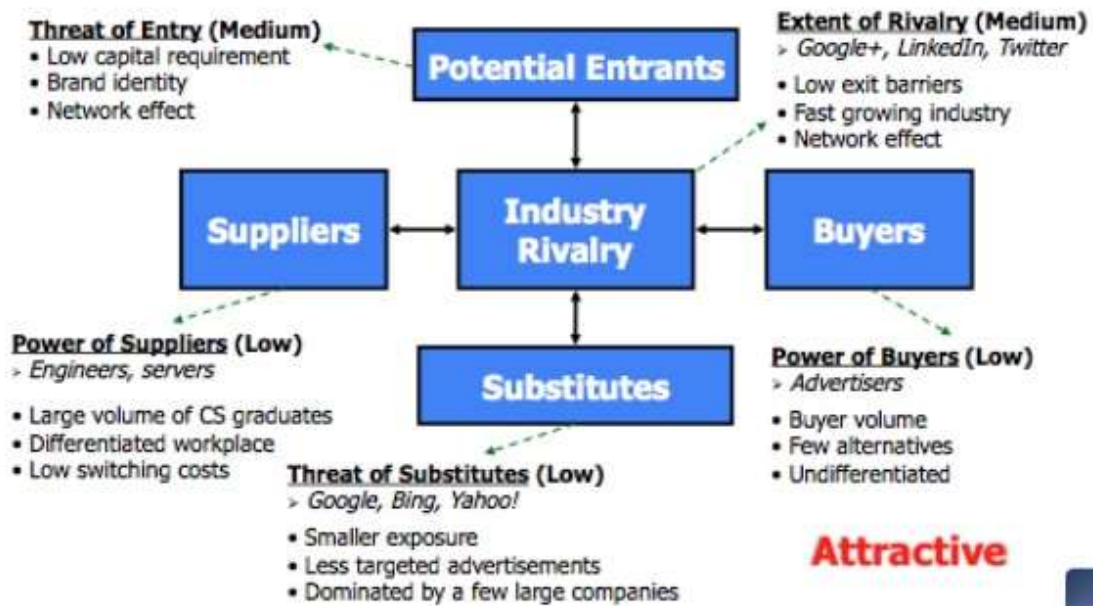 Threat of Entry (Medium)
• Low capital requirement
• Brand identity
• Network effect
Potential Entrants
Extent of Rivalry (Medium)
> Google+, LinkedIn, Twitter
• Low exit barriers
• Fast growing industry
• Network effect
Suppliers
Industry
Rivalry
Buyers
Power of Suppliers (Low)
> Engineers, servers
• Large volume of CS graduates
• Differentiated workplace
• Low switching costs
Substitutes
Threat of Substitutes (Low)
> Google, Bing, Yahoo!
• Smaller exposure
• Less targeted advertisements
• Dominated by a few large companies
Power of Buyers (Low)
> Advertisers
• Buyer volume
• Few alternatives
• Undifferentiated
Attractive